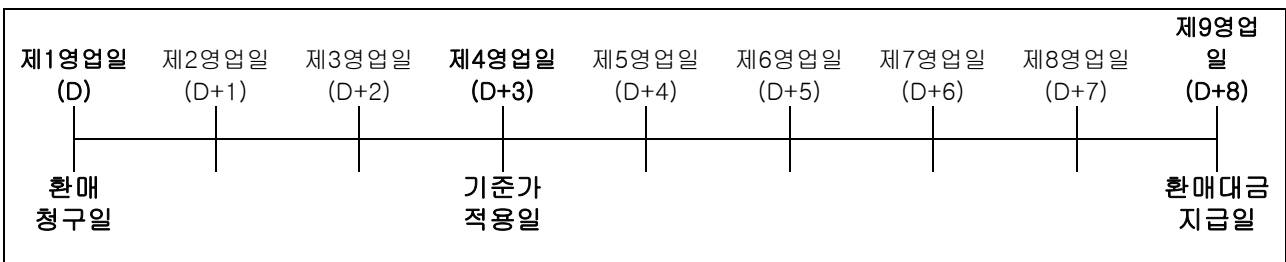 제1영업일 제2영업일 제3영업일 제4영업일 제5영업일 제6영업일 제7영업일 제8영업일 제9영업
일
(D) (D+1) (D+2) (D+3) (D+4) (D+5) (D+6) (D+7) (D+8)
환매 기준가 환매대금
청구일 적용일 지급일